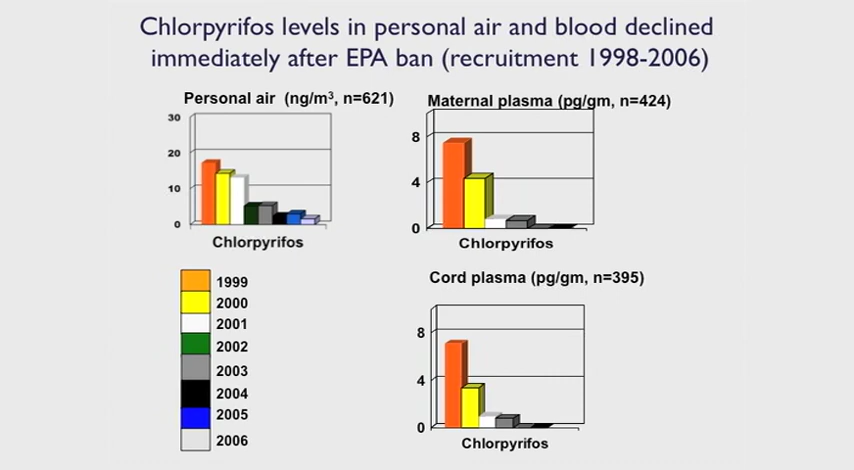 Chlorpyrifos levels in personal air and blood declined
immediately after EPA ban (recruitment 1998-2006)
Personal air (ng/m³, n=621)
30
20
10
0
Chlorpyrifos
Maternal plasma (pg/gm, n=424)
8
4
0
Chlorpyrifos
1999
2000
2001
2002
2003
2004
2005
2006
Cord plasma (pg/gm, n=395)
8
4
0
Chlorpyrifos